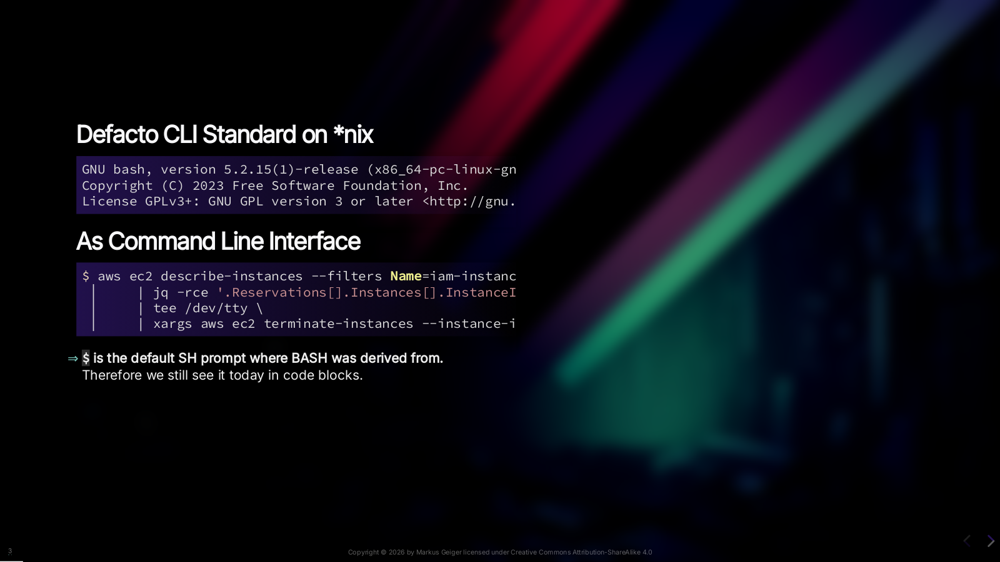 Defacto CLI Standard on *nix
GNU bash, version 5.2.15(1)-release (x86_64-pc-linux-gn
Copyright (C) 2023 Free Software Foundation, Inc.
License GPLv3+: GNU GPL version 3 or later <http://gnu.
As Command Line Interface
$ aws ec2 describe-instances --filters Name=iam-instanc
| jq -rce '.Reservations[].Instances[].InstanceI
| tee /dev/tty \
| xargs aws ec2 terminate-instances --instance-i
⇒ $ is the default SH prompt where BASH was derived from.
Therefore we still see it today in code blocks.
3
Copyright © 2026 by Markus Geiger licensed under Creative Commons Attribution-ShareAlike 4.0